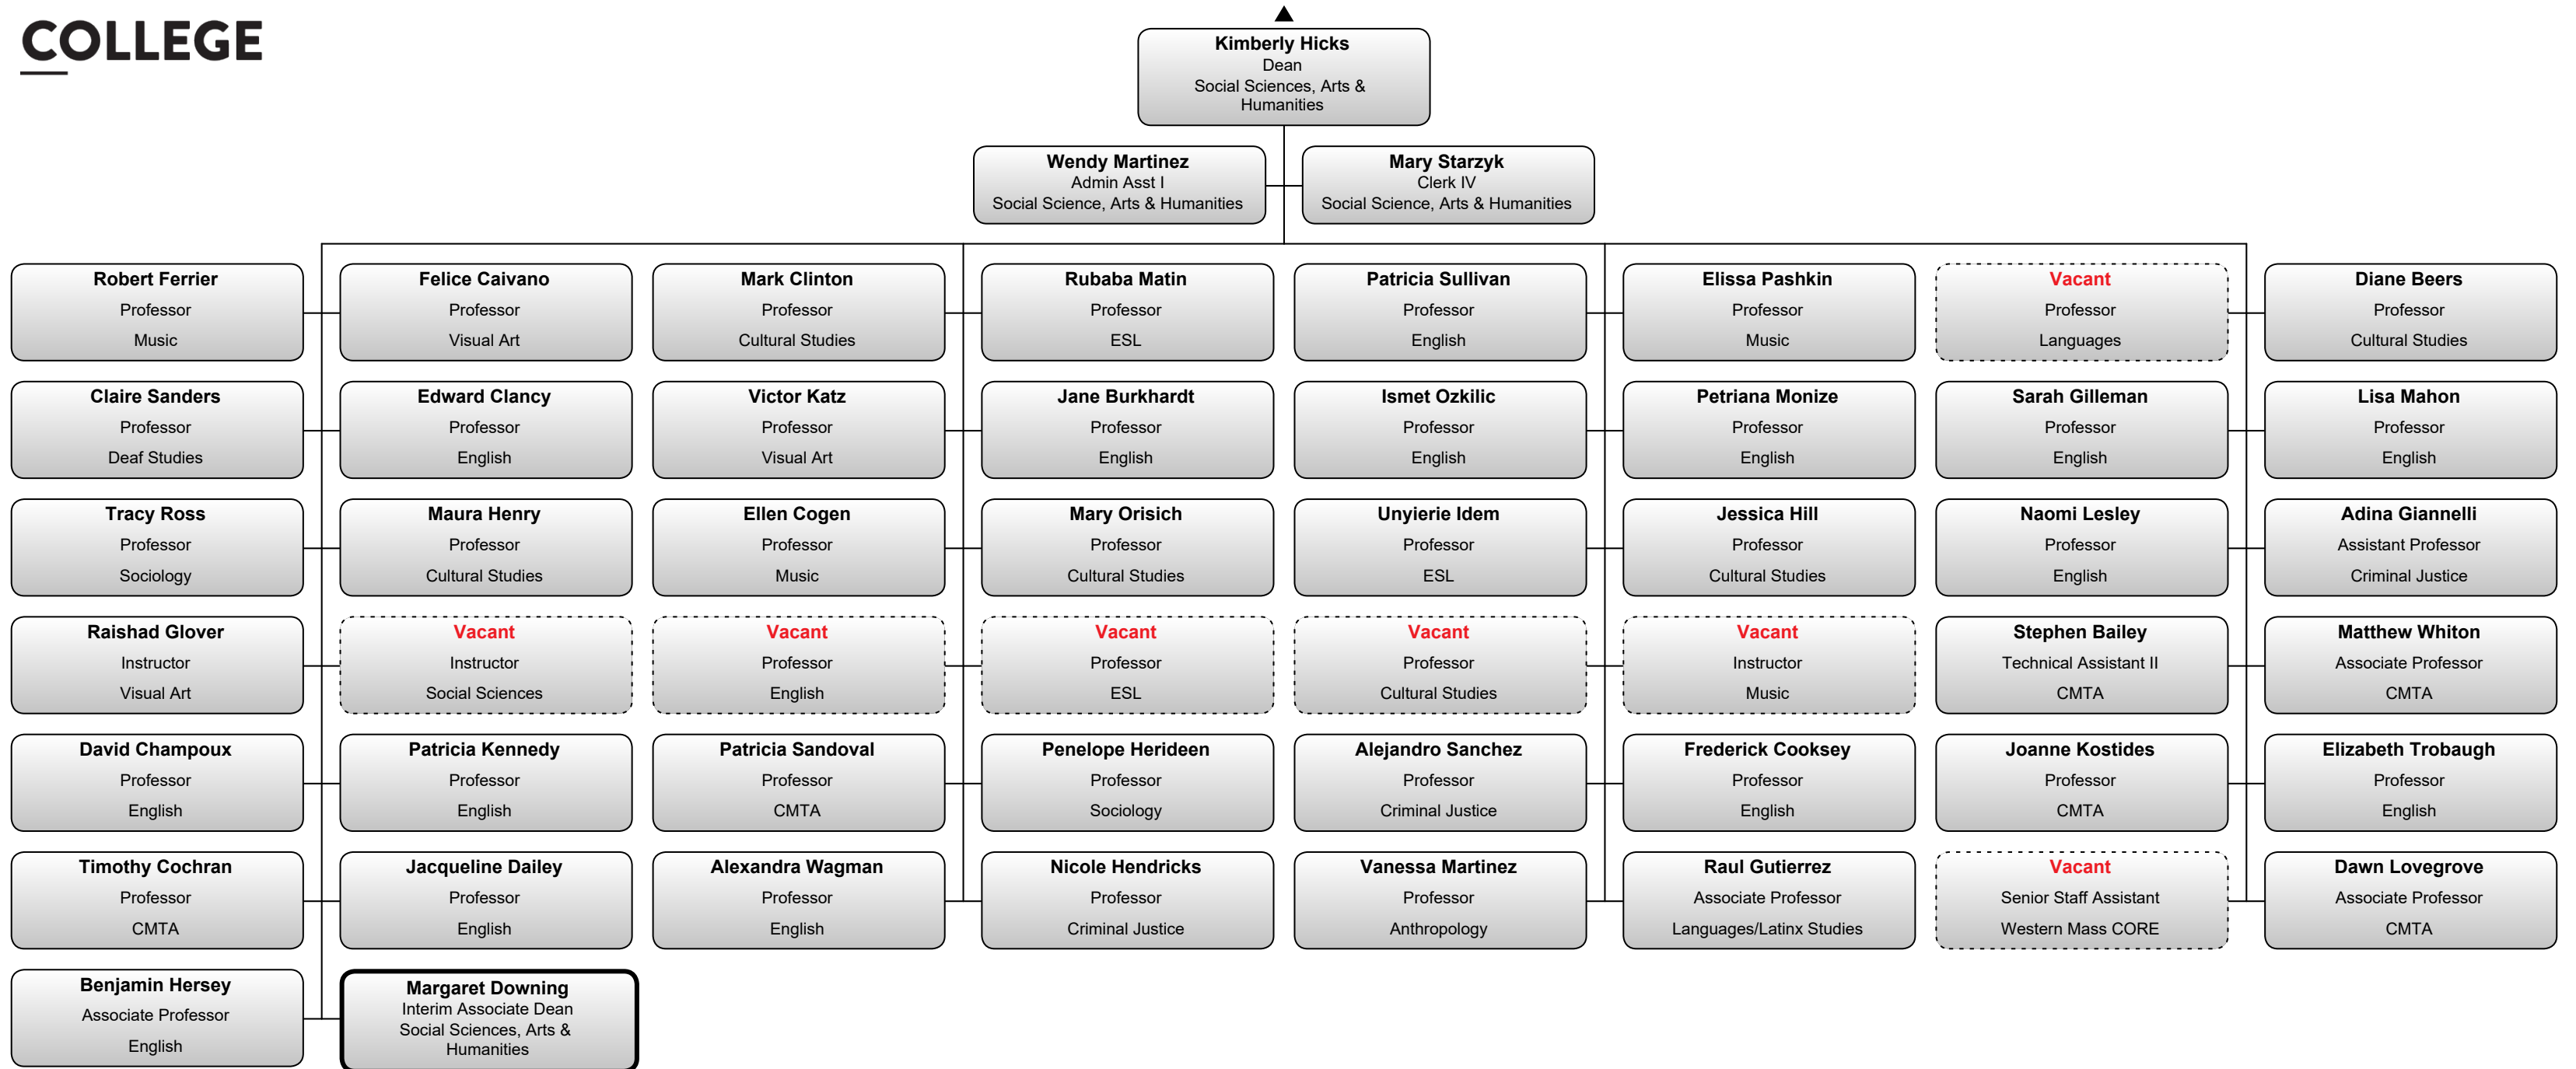 COLLEGE
Kimberly Hicks
Dean
Social Sciences, Arts &
Humanities
Wendy Martinez
Admin Asst I
Social Science, Arts & Humanities
Mary Starzyk
Clerk IV
Social Science, Arts & Humanities
Robert Ferrier
Professor
Music
Felice Caivano
Professor
Visual Art
Mark Clinton
Professor
Cultural Studies
Rubaba Matin
Professor
ESL
Patricia Sullivan
Professor
English
Elissa Pashkin
Professor
Music
Vacant
Professor
Languages
Diane Beers
Professor
Cultural Studies
Claire Sanders
Professor
Deaf Studies
Edward Clancy
Professor
English
Victor Katz
Professor
Visual Art
Jane Burkhardt
Professor
English
Ismet Ozkilic
Professor
English
Petriana Monize
Professor
English
Sarah Gilleman
Professor
English
Lisa Mahon
Professor
English
Tracy Ross
Professor
Sociology
Maura Henry
Professor
Cultural Studies
Ellen Cogen
Professor
Music
Mary Orisich
Professor
Cultural Studies
Unyierie Idem
Professor
ESL
Jessica Hill
Professor
Cultural Studies
Naomi Lesley
Professor
English
Adina Giannelli
Assistant Professor
Criminal Justice
Raishad Glover
Instructor
Visual Art
Vacant
Instructor
Social Sciences
Vacant
Professor
English
Vacant
Professor
ESL
Vacant
Professor
Cultural Studies
Vacant
Instructor
Music
Stephen Bailey
Technical Assistant II
CMTA
Matthew Whiton
Associate Professor
CMTA
David Champoux
Professor
English
Patricia Kennedy
Professor
English
Patricia Sandoval
Professor
CMTA
Penelope Herideen
Professor
Sociology
Alejandro Sanchez
Professor
Criminal Justice
Frederick Cooksey
Professor
English
Joanne Kostides
Professor
CMTA
Elizabeth Trobaugh
Professor
English
Timothy Cochran
Professor
CMTA
Jacqueline Dailey
Professor
English
Alexandra Wagman
Professor
English
Nicole Hendricks
Professor
Criminal Justice
Vanessa Martinez
Professor
Anthropology
Raul Gutierrez
Associate Professor
Languages/Latinx Studies
Vacant
Senior Staff Assistant
Western Mass CORE
Dawn Lovegrove
Associate Professor
CMTA
Benjamin Hersey
Associate Professor
English
Margaret Downing
Interim Associate Dean
Social Sciences, Arts &
Humanities